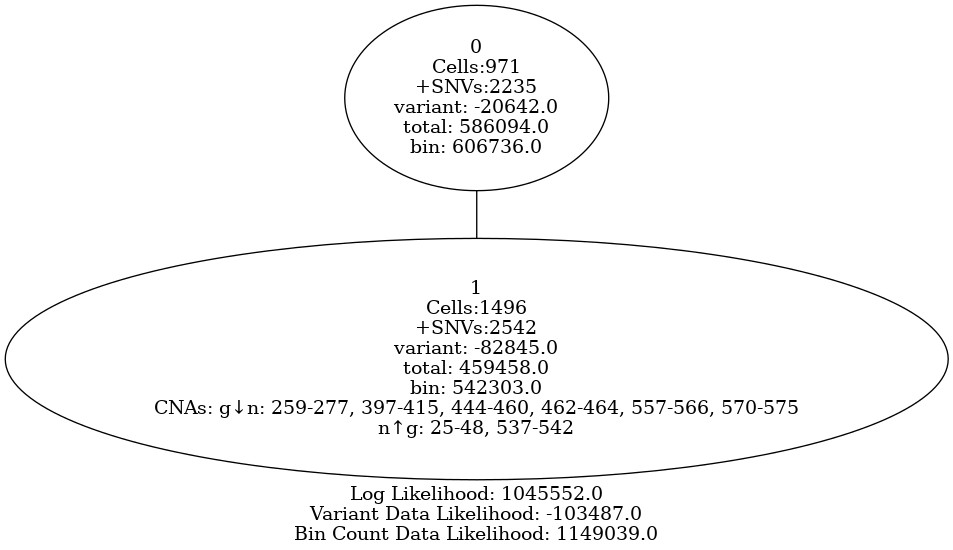 0
Cells:971
+SNVs:2235
variant: -20642.0
total: 586094.0
bin: 606736.0
1
Cells:1496
+SNVs:2542
variant: -82845.0
total: 459458.0
bin: 542303.0
CNAs: g↓n: 259-277, 397-415, 444-460, 462-464, 557-566, 570-575
n↑g: 25-48, 537-542
Log Likelihood: 1045552.0
Variant Data Likelihood: -103487.0
Bin Count Data Likelihood: 1149039.0